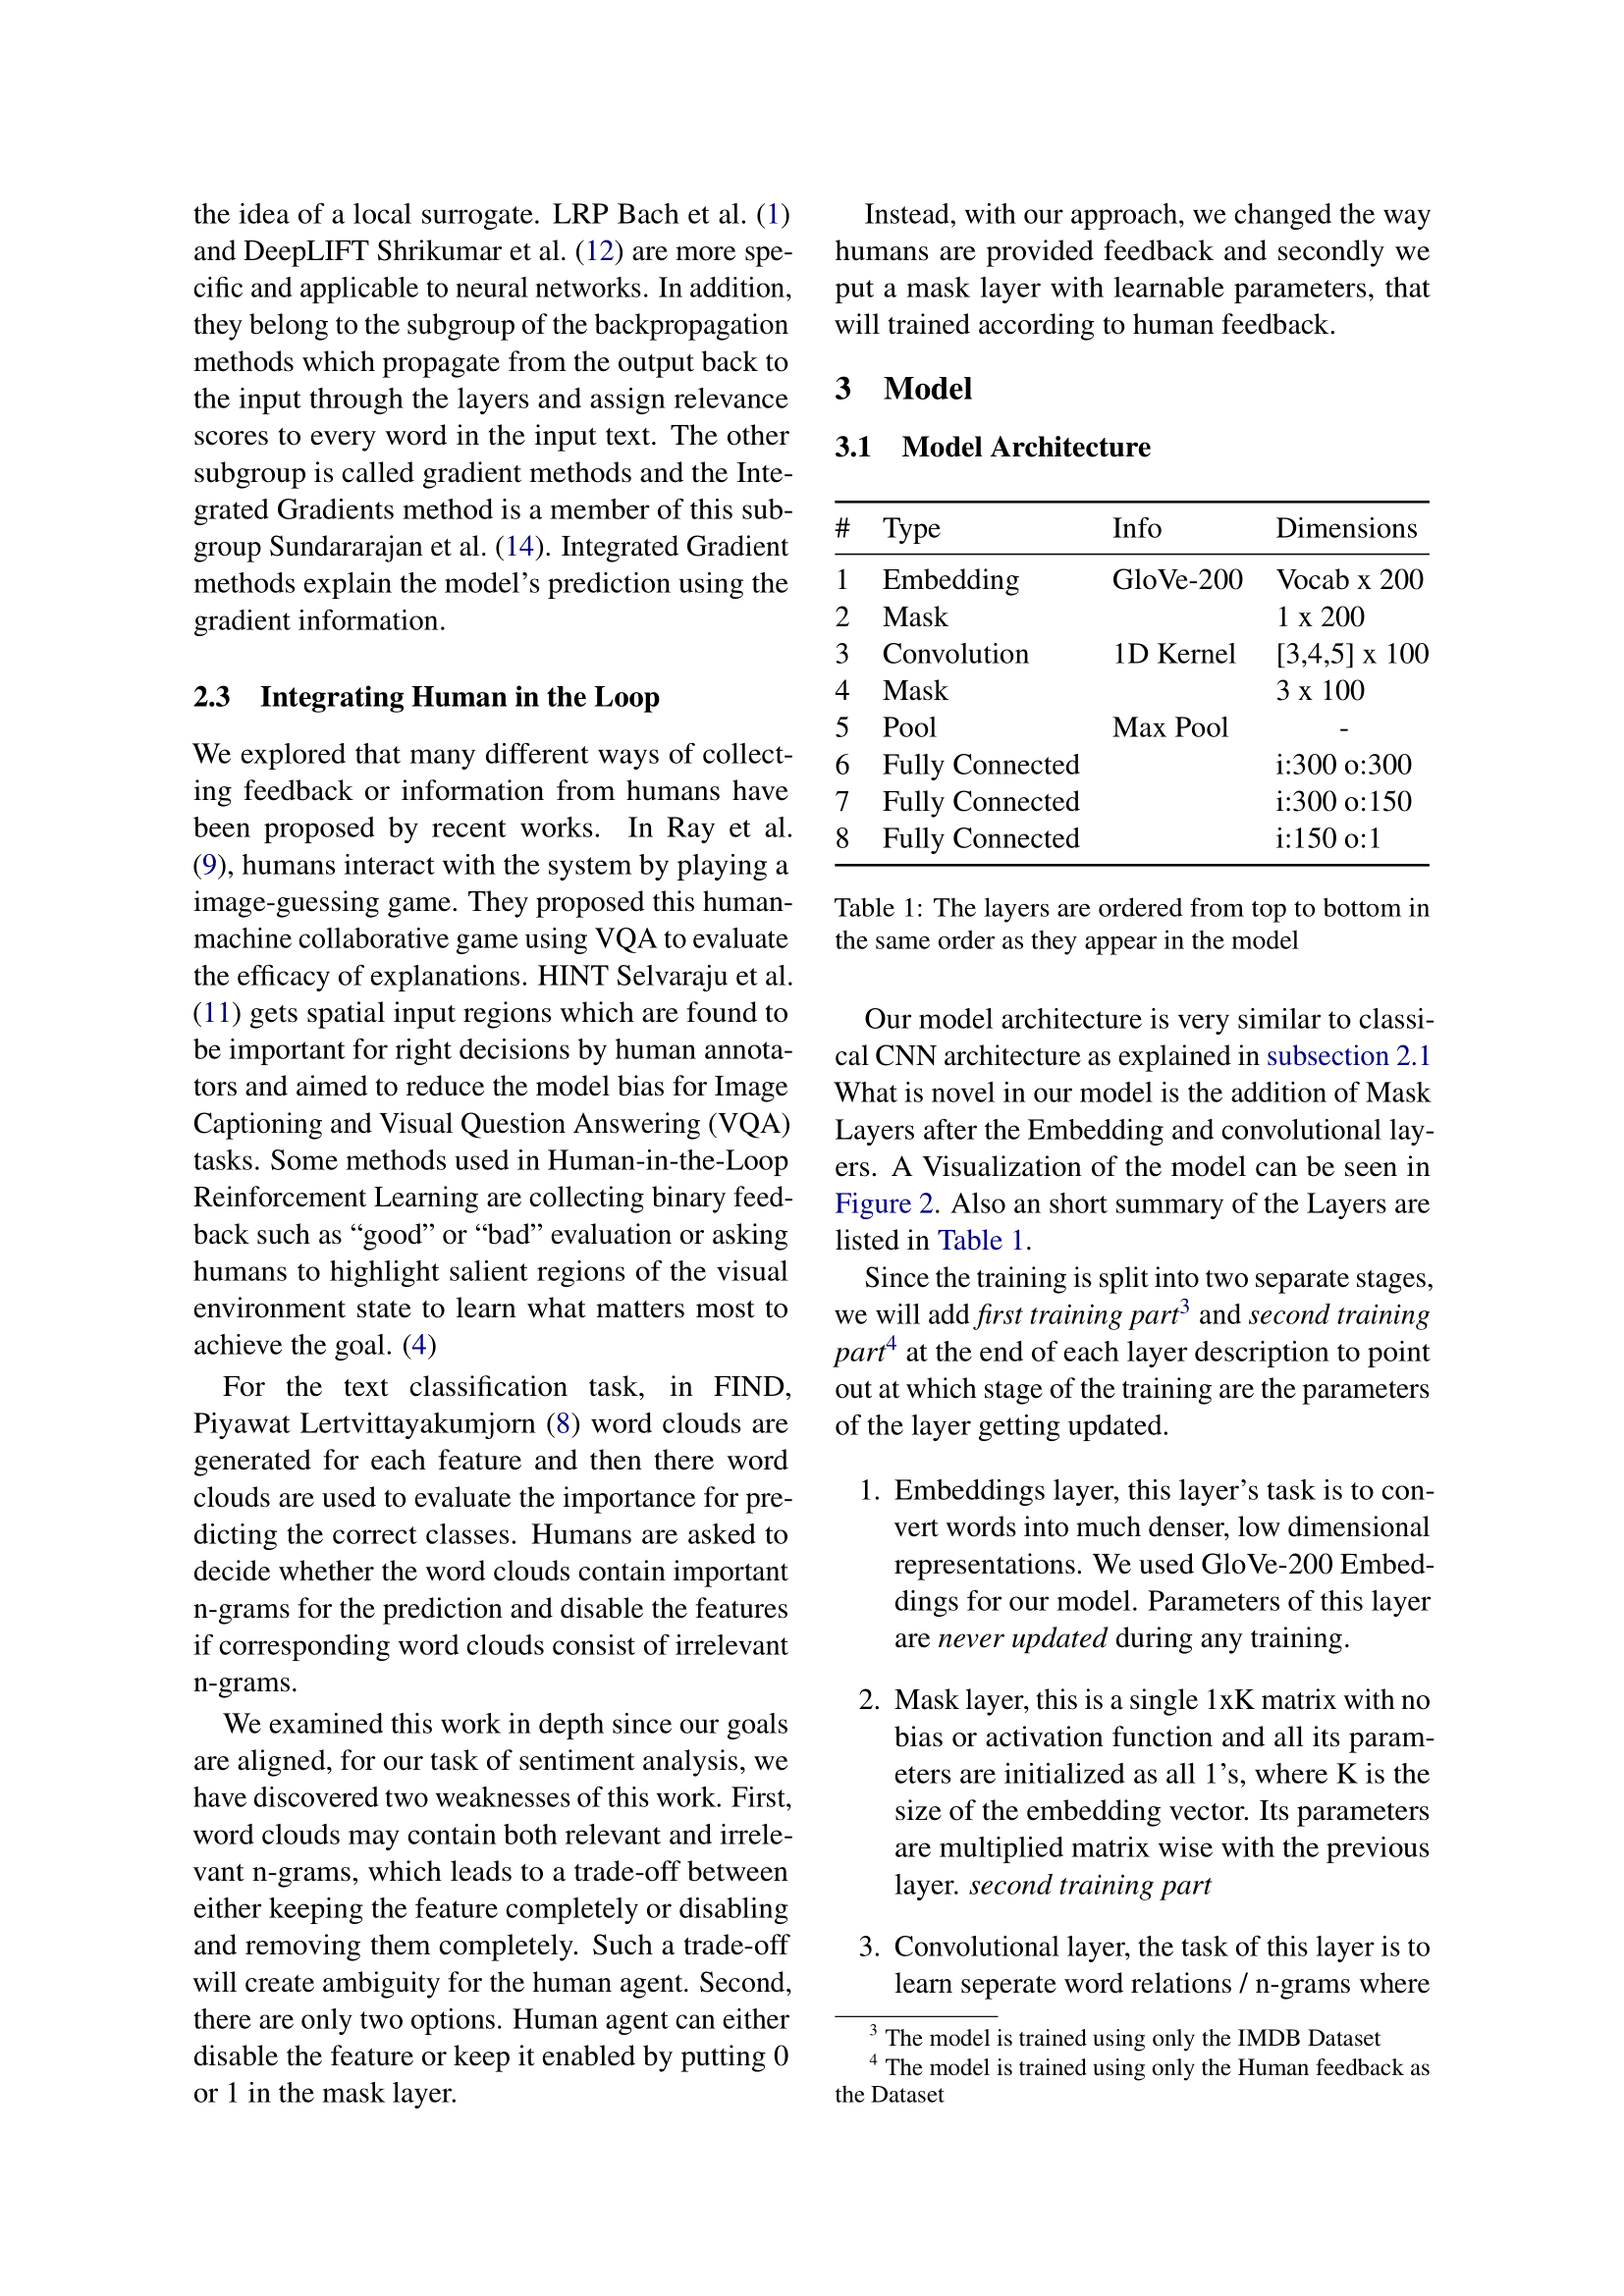 the idea of a local surrogate. LRP Bach et al. (1)
and DeepLIFT Shrikumar et al. (12) are more spe-
cific and applicable to neural networks. In addition,
they belong to the subgroup of the backpropagation
methods which propagate from the output back to
the input through the layers and assign relevance
scores to every word in the input text. The other
subgroup is called gradient methods and the Inte-
grated Gradients method is a member of this sub-
group Sundararajan et al. (14). Integrated Gradient
methods explain the model's prediction using the
gradient information.
2.3 Integrating Human in the Loop
We explored that many different ways of collect-
ing feedback or information from humans have
been proposed by recent works. In Ray et al.
(9), humans interact with the system by playing a
image-guessing game. They proposed this human-
machine collaborative game using VQA to evaluate
the efficacy of explanations. HINT Selvaraju et al.
(11) gets spatial input regions which are found to
be important for right decisions by human annota-
tors and aimed to reduce the model bias for Image
Captioning and Visual Question Answering (VQA)
tasks. Some methods used in Human-in-the-Loop
Reinforcement Learning are collecting binary feed-
back such as “good” or “bad” evaluation or asking
humans to highlight salient regions of the visual
environment state to learn what matters most to
achieve the goal. (4)
For the text classification task, in FIND,
Piyawat Lertvittayakumjorn (8) word clouds are
generated for each feature and then there word
clouds are used to evaluate the importance for pre-
dicting the correct classes. Humans are asked to
decide whether the word clouds contain important
n-grams for the prediction and disable the features
if corresponding word clouds consist of irrelevant
n-grams.
We examined this work in depth since our goals
are aligned, for our task of sentiment analysis, we
have discovered two weaknesses of this work. First,
word clouds may contain both relevant and irrele-
vant n-grams, which leads to a trade-off between
either keeping the feature completely or disabling
and removing them completely. Such a trade-off
will create ambiguity for the human agent. Second,
there are only two options. Human agent can either
disable the feature or keep it enabled by putting 0
or 1 in the mask layer.
Instead, with our approach, we changed the way
humans are provided feedback and secondly we
put a mask layer with learnable parameters, that
will trained according to human feedback.
3 Model
3.1 Model Architecture
# Type Info Dimensions
1 Embedding GloVe-200 Vocab x 200
2 Mask 1 x 200
3 Convolution 1D Kernel [3,4,5] x 100
4 Mask 3 x 100
5 Pool Max Pool -
6 Fully Connected i:300 o:300
7 Fully Connected i:300 o:150
8 Fully Connected i:150 o:1
Table 1: The layers are ordered from top to bottom in
the same order as they appear in the model
Our model architecture is very similar to classi-
cal CNN architecture as explained in subsection 2.1
What is novel in our model is the addition of Mask
Layers after the Embedding and convolutional lay-
ers. A Visualization of the model can be seen in
Figure 2. Also an short summary of the Layers are
listed in Table 1.
Since the training is split into two separate stages,
we will add first training part3 and second training
part4 at the end of each layer description to point
out at which stage of the training are the parameters
of the layer getting updated.
1. Embeddings layer, this layer's task is to con-
vert words into much denser, low dimensional
representations. We used GloVe-200 Embed-
dings for our model. Parameters of this layer
are never updated during any training.
2. Mask layer, this is a single 1xK matrix with no
bias or activation function and all its param-
eters are initialized as all 1's, where K is the
size of the embedding vector. Its parameters
are multiplied matrix wise with the previous
layer. second training part
3. Convolutional layer, the task of this layer is to
learn seperate word relations / n-grams where
3 The model is trained using only the IMDB Dataset
4 The model is trained using only the Human feedback as
the Dataset